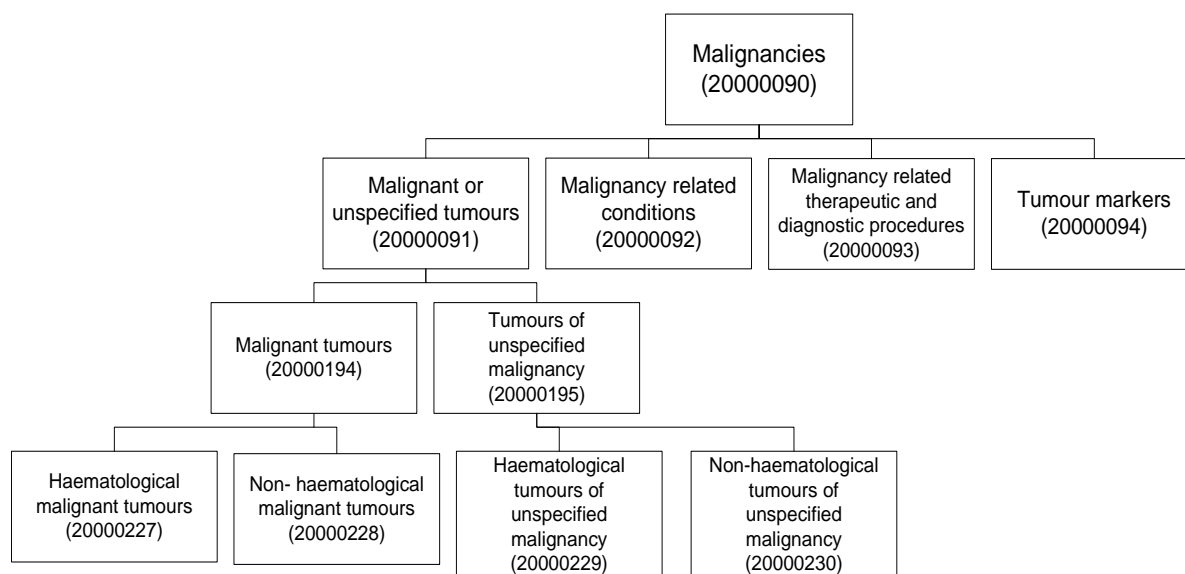 Malignancies
(20000090)
Malignant or
unspecified tumours
(20000091)
Malignancy related
conditions
(20000092)
Malignancy related
therapeutic and
diagnostic procedures
(20000093)
Tumour markers
(20000094)
Malignant tumours
(20000194)
Tumours of
unspecified
malignancy
(20000195)
Haematological
malignant tumours
(20000227)
Non- haematological
malignant tumours
(20000228)
Haematological
tumours of
unspecified
malignancy
(20000229)
Non-haematological
tumours of
unspecified
malignancy
(20000230)